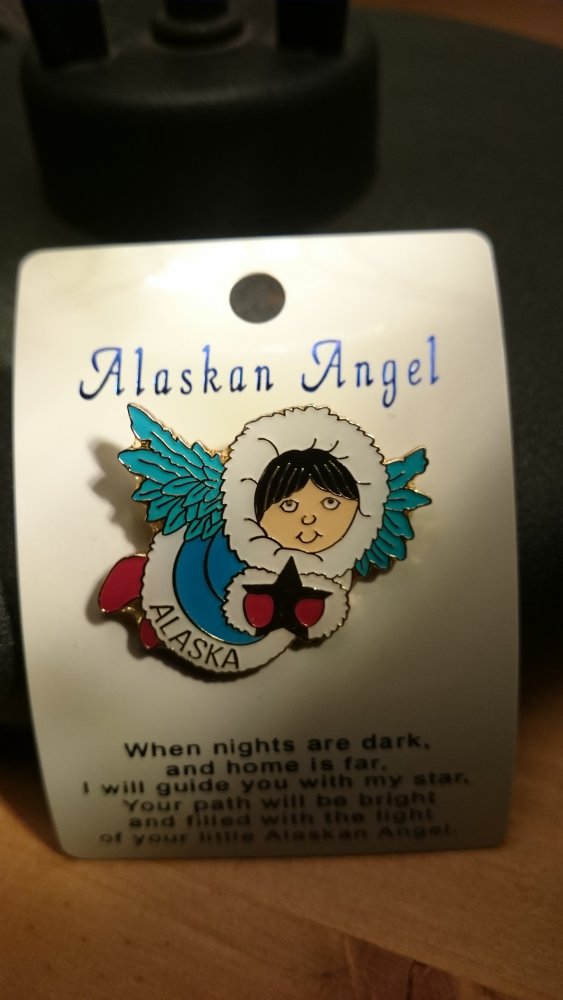 Alaskan Angel
ALASKA
When nights are dark,
and home is far,
I will guide you with my star.
Your path will be bright
and filled with the light
of your little Alaskan Angel.